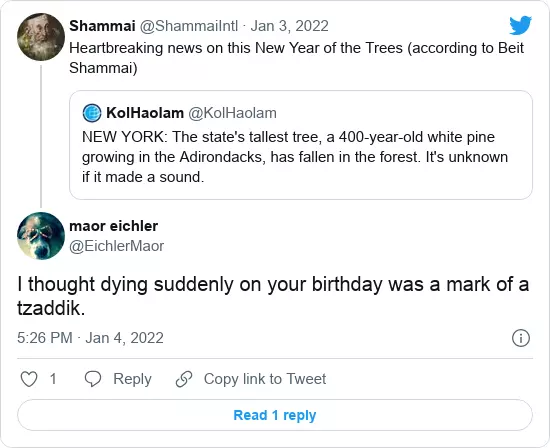 Shammai @ShammaiIntl · Jan 3, 2022
Heartbreaking news on this New Year of the Trees (according to Beit
Shammai)
KolHaolam @KolHaolam
NEW YORK: The state's tallest tree, a 400-year-old white pine
growing in the Adirondacks, has fallen in the forest. It's unknown
if it made a sound.
maor eichler
@EichlerMaor
I thought dying suddenly on your birthday was a mark of a
tzaddik.
5:26 PM · Jan 4, 2022
1 Reply Copy link to Tweet
Read 1 reply